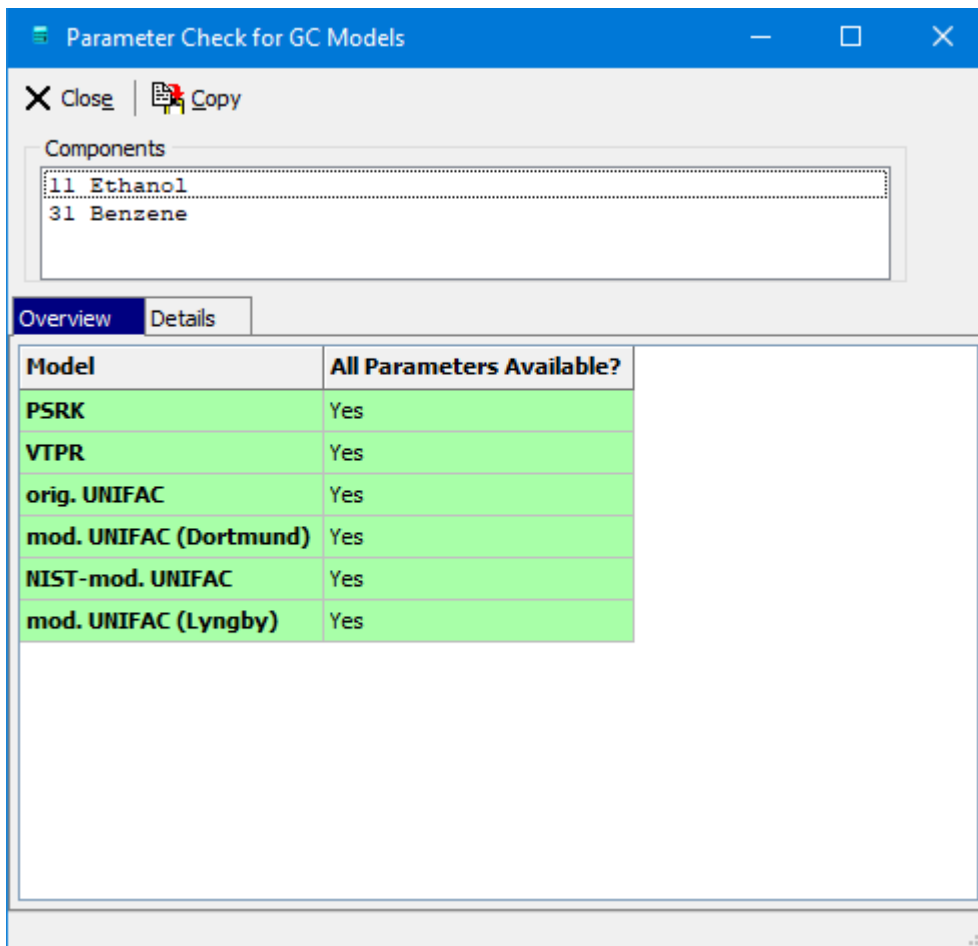 Parameter Check for GC Models
Close Copy
Components
11 Ethanol
31 Benzene
Overview Details
Model All Parameters Available?
PSRK Yes
VTPR Yes
orig. UNIFAC Yes
mod. UNIFAC (Dortmund) Yes
NIST-mod. UNIFAC Yes
mod. UNIFAC (Lyngby) Yes